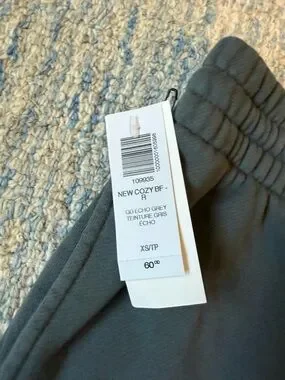 109935
NEW COZY BF -
R
GD ECHO GREY
TEINTURE GRIS
ÉCHO
XS/TP
60⁰⁰